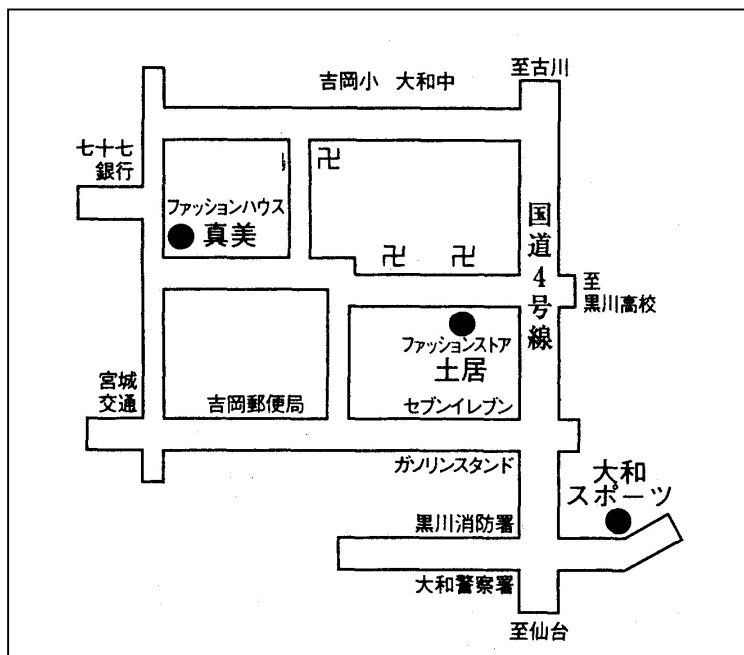 至古川
吉岡小 大和中
七十七
銀行
卍
ファッションハウス
真美
国道4号線
卍 卍
至
黒川高校
ファッションストア
土居
宮城
交通
吉岡郵便局
セブンイレブン
ガソリンスタンド
大和
スポーツ
黒川消防署
大和警察署
至仙台